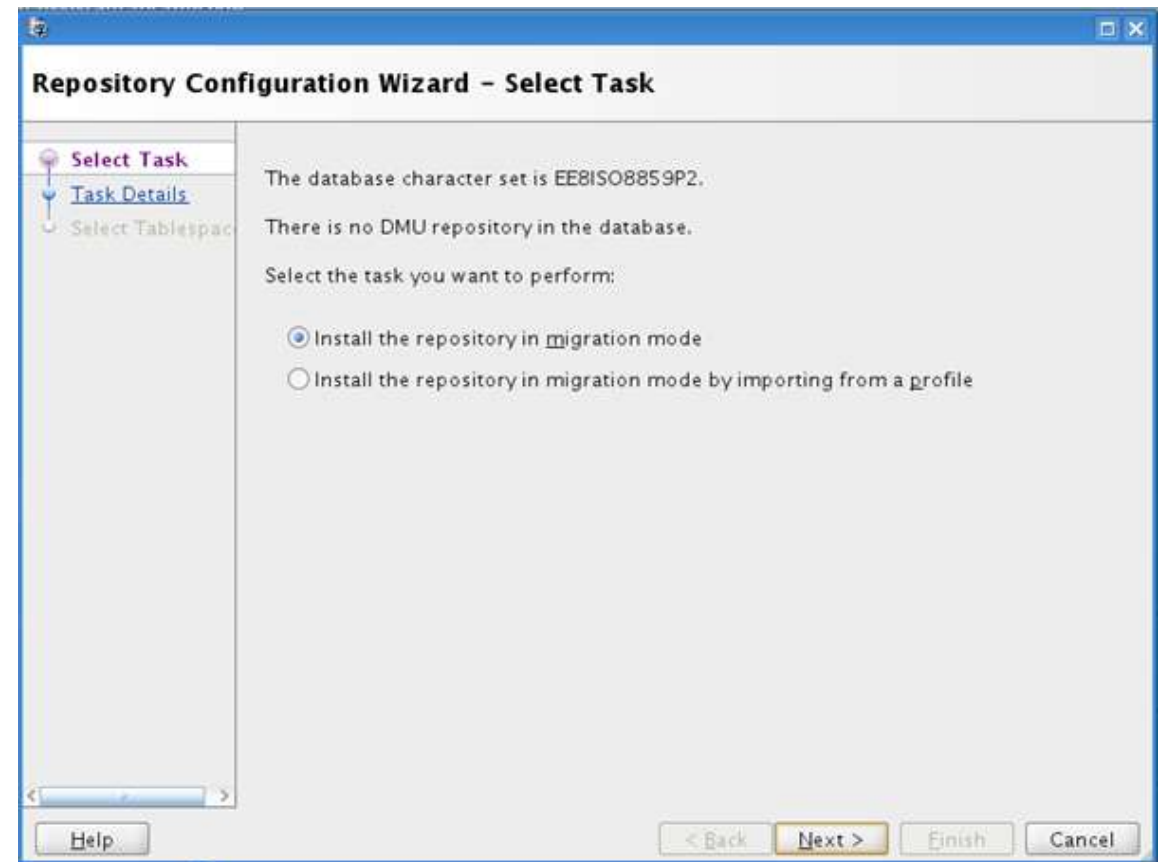 Repository Configuration Wizard – Select Task
Select Task
Task Details
Select Tablespac
The database character set is EE8ISO8859P2.
There is no DMU repository in the database.
Select the task you want to perform:
Install the repository in migration mode
Install the repository in migration mode by importing from a profile
Help
< Back
Next >
Finish
Cancel